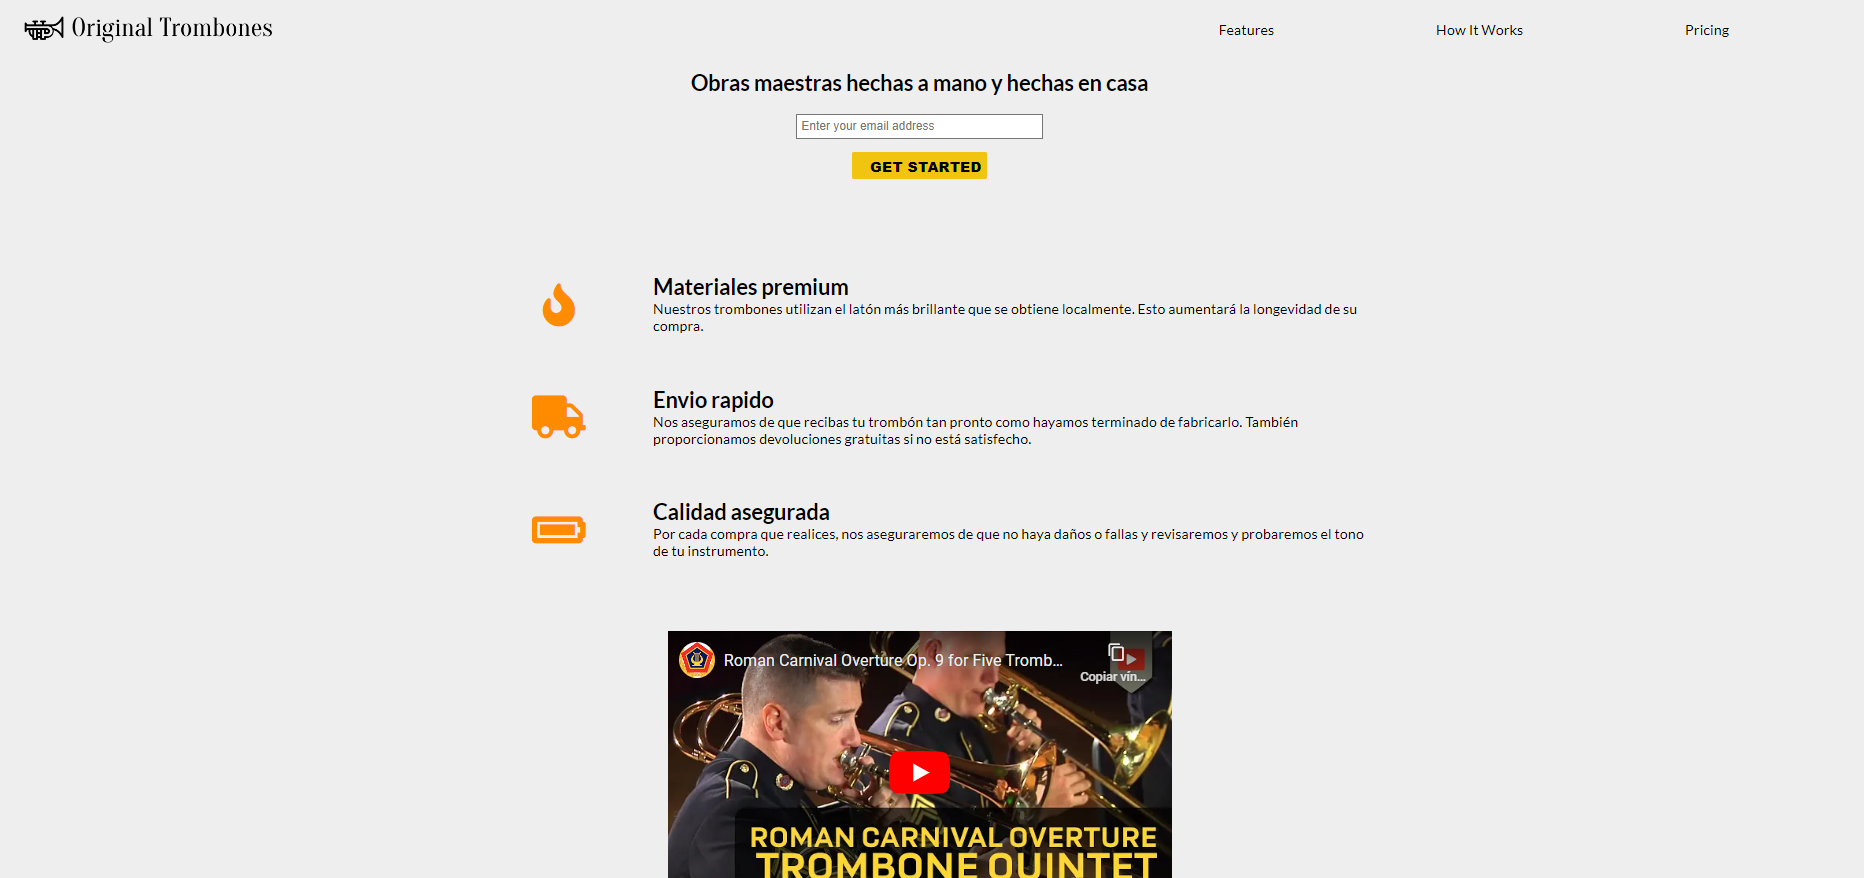 Original Trombones
Features
How It Works
Pricing
Obras maestras hechas a mano y hechas en casa
Enter your email address
GET STARTED
Materiales premium
Nuestros trombones utilizan el latón más brillante que se obtiene localmente. Esto aumentará la longevidad de su
compra.
Envio rapido
Nos aseguramos de que recibas tu trombón tan pronto como hayamos terminado de fabricarlo. También
proporcionamos devoluciones gratuitas si no está satisfecho.
Calidad asegurada
Por cada compra que realices, nos aseguraremos de que no haya daños o fallas y revisaremos y probaremos el tono
de tu instrumento.
Roman Carnival Overture Op. 9 for Five Tromb...
Copiar vín...
ROMAN CARNIVAL OVERTURE
TROMBONE QUINTET